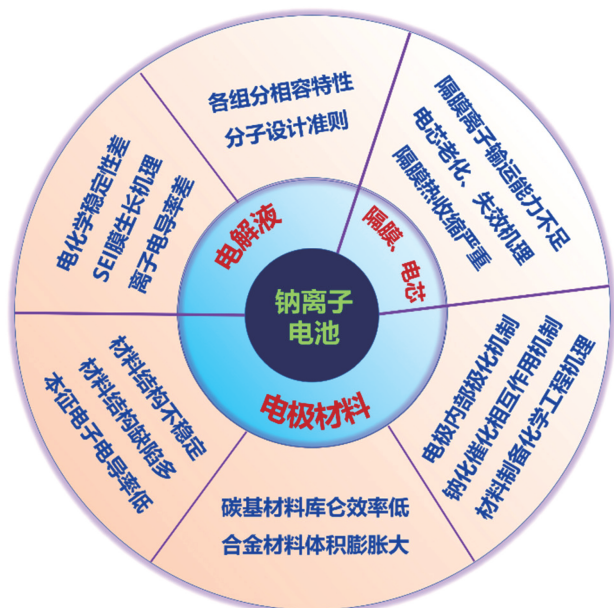 钠离子
电池
电解液
隔膜、电芯
电极材料
各组分相容特性
分子设计准则
隔膜离子输运能力不足
电芯老化、失效机理
隔膜热收缩严重
电极内部极化机制
钠化催化相互作用机制
材料制备化学工程机理
碳基材料库仑效率低
合金材料体积膨胀大
材料结构不稳定
材料结构缺陷多
本征电子电导率低
电化学稳定性差
SEI膜生长机理
离子电导率差